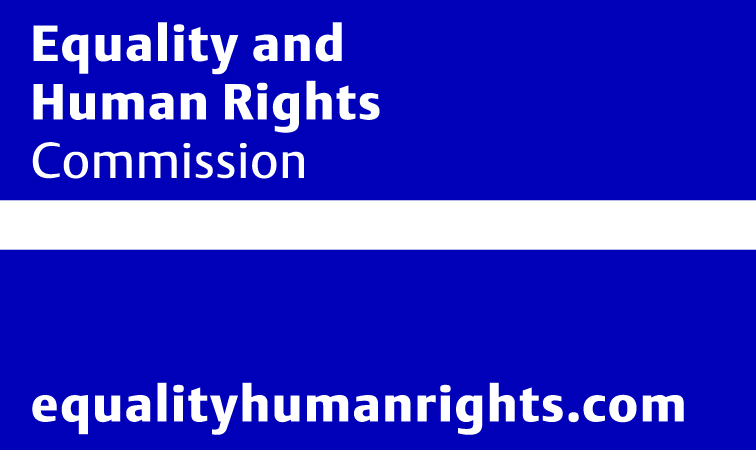 Equality and
Human Rights
Commission
equalityhumanrights.com